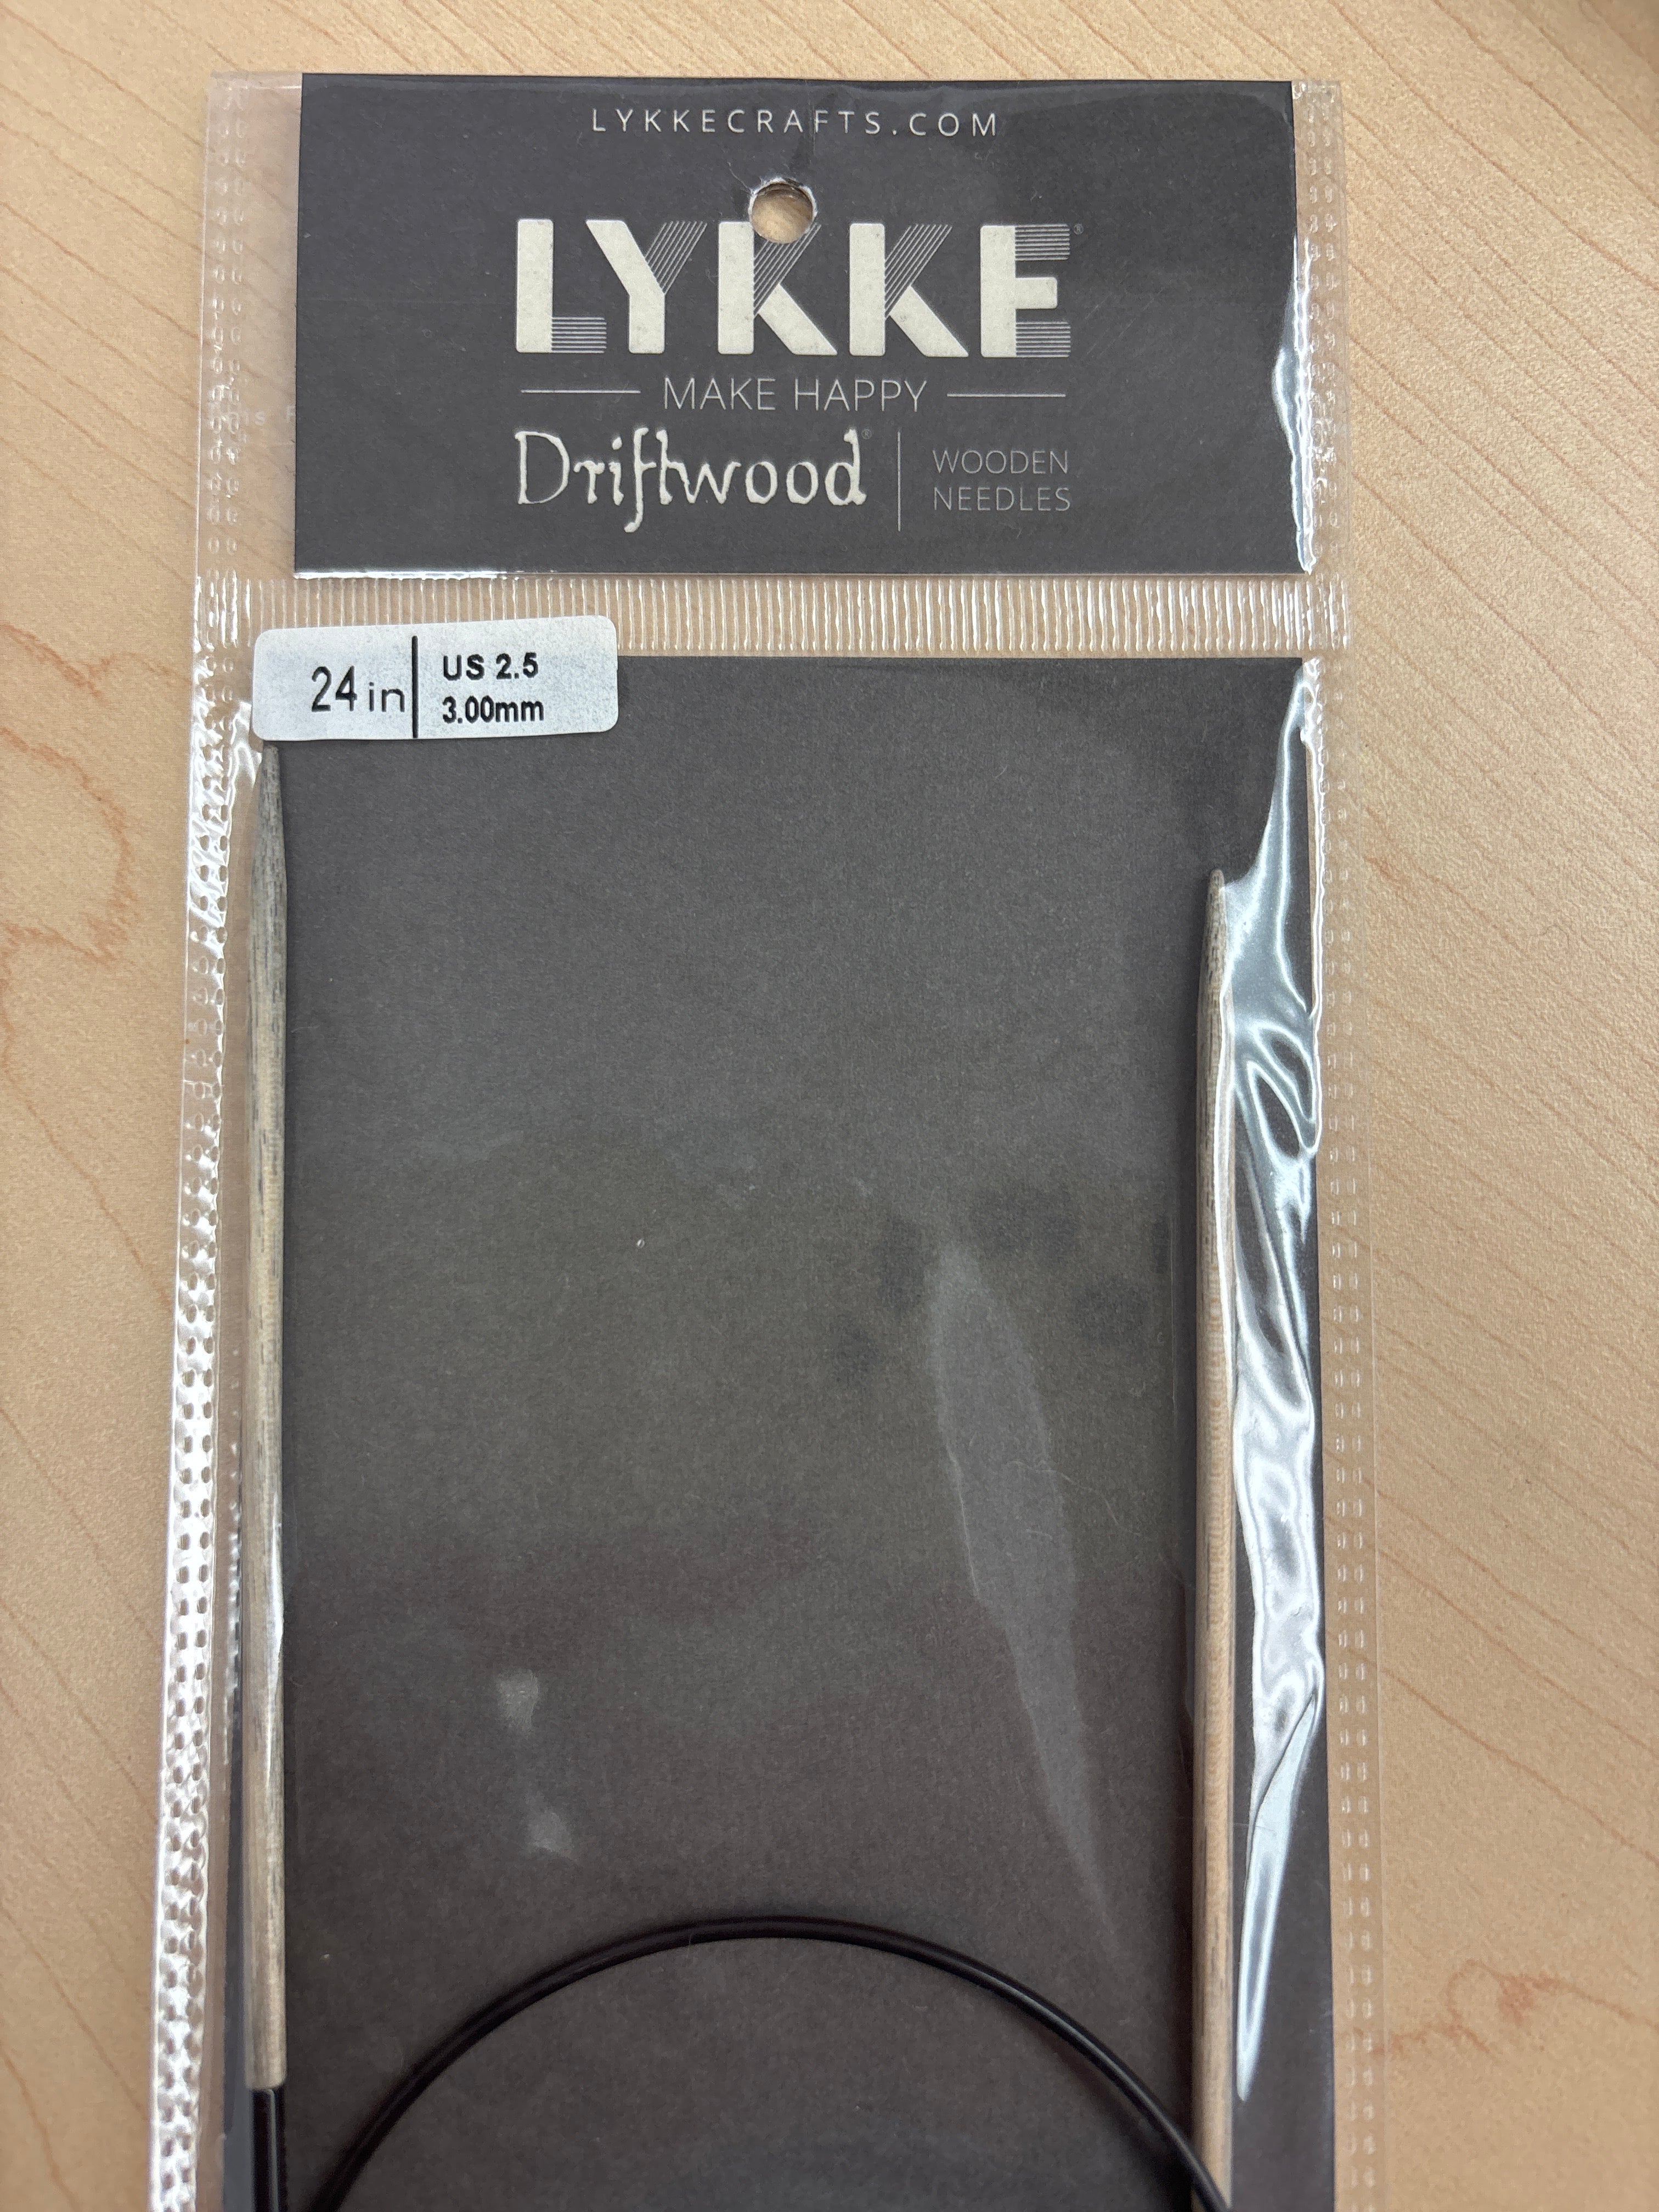 LYKKECRAFTS.COM
LYKKE®
MAKE HAPPY
Driftwood®
WOODEN
NEEDLES
24 in
US 2.5
3.00mm